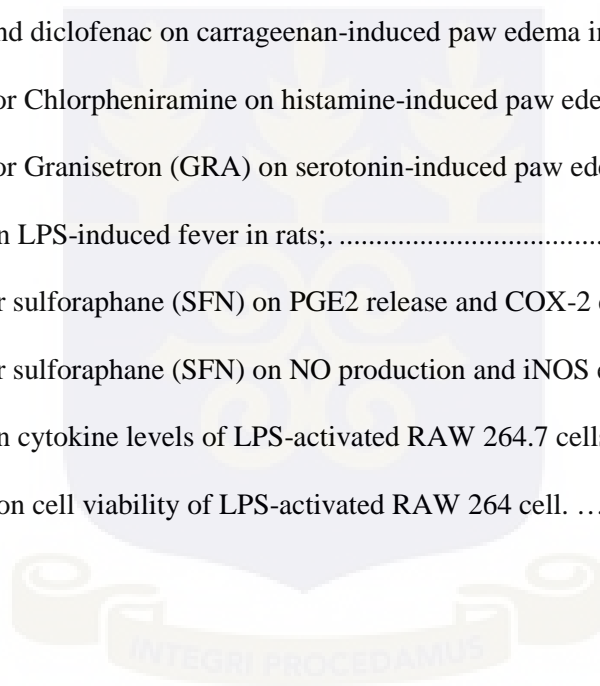 nd diclofenac on carrageenan-induced paw edema in
or Chlorpheniramine on histamine-induced paw ede
or Granisetron (GRA) on serotonin-induced paw ed
n LPS-induced fever in rats;. .....................................
r sulforaphane (SFN) on PGE2 release and COX-2
r sulforaphane (SFN) on NO production and iNOS
n cytokine levels of LPS-activated RAW 264.7 cells
on cell viability of LPS-activated RAW 264 cell. …
INTEGRI PROCEDAMUS